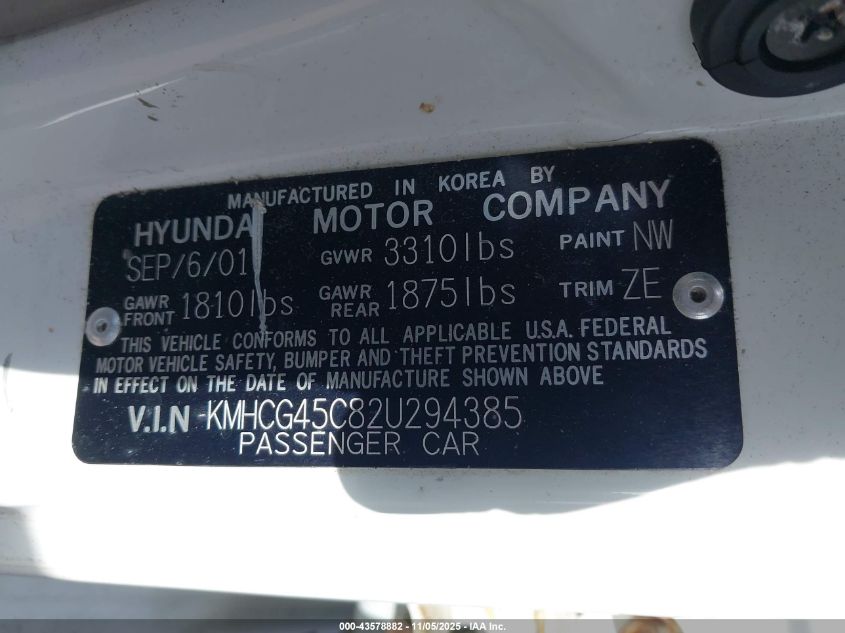 MANUFACTURED IN KOREA BY
HYUNDAI MOTOR COMPANY
SEP/6/01 GVWR 3310lbs PAINT NW
GAWR FRONT 1810lbs GAWR REAR 1875lbs TRIM ZE
THIS VEHICLE CONFORMS TO ALL APPLICABLE U.S.A. FEDERAL
MOTOR VEHICLE SAFETY, BUMPER AND THEFT PREVENTION STANDARDS
IN EFFECT ON THE DATE OF MANUFACTURE SHOWN ABOVE
V.I.N KMHCG45C82U294385
PASSENGER CAR
000-43578882 - 11/05/2025 - © IAA Holdings, LLC